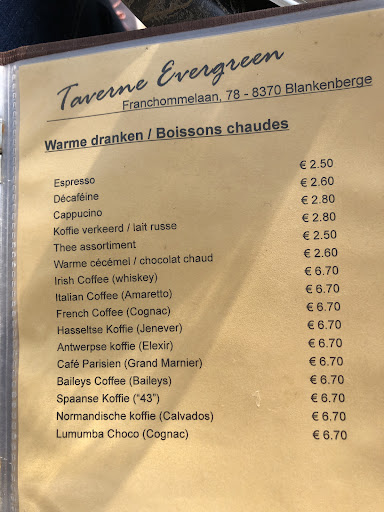 Taverne Evergreen
Franchommelaan, 78 - 8370 Blankenberge
Warme dranken / Boissons chaudes
Espresso € 2.50
Décaféine € 2.60
Cappucino € 2.80
Koffie verkeerd / lait russe € 2.80
Thee assortiment € 2.50
Warme cécémel / chocolat chaud € 2.60
Irish Coffee (whiskey) € 6.70
Italian Coffee (Amaretto) € 6.70
French Coffee (Cognac) € 6.70
Hasseltse Koffie (Jenever) € 6.70
Antwerpse koffie (Elexir) € 6.70
Café Parisien (Grand Marnier) € 6.70
Baileys Coffee (Baileys) € 6.70
Spaanse Koffie (“43”) € 6.70
Normandische koffie (Calvados) € 6.70
Lumumba Choco (Cognac) € 6.70